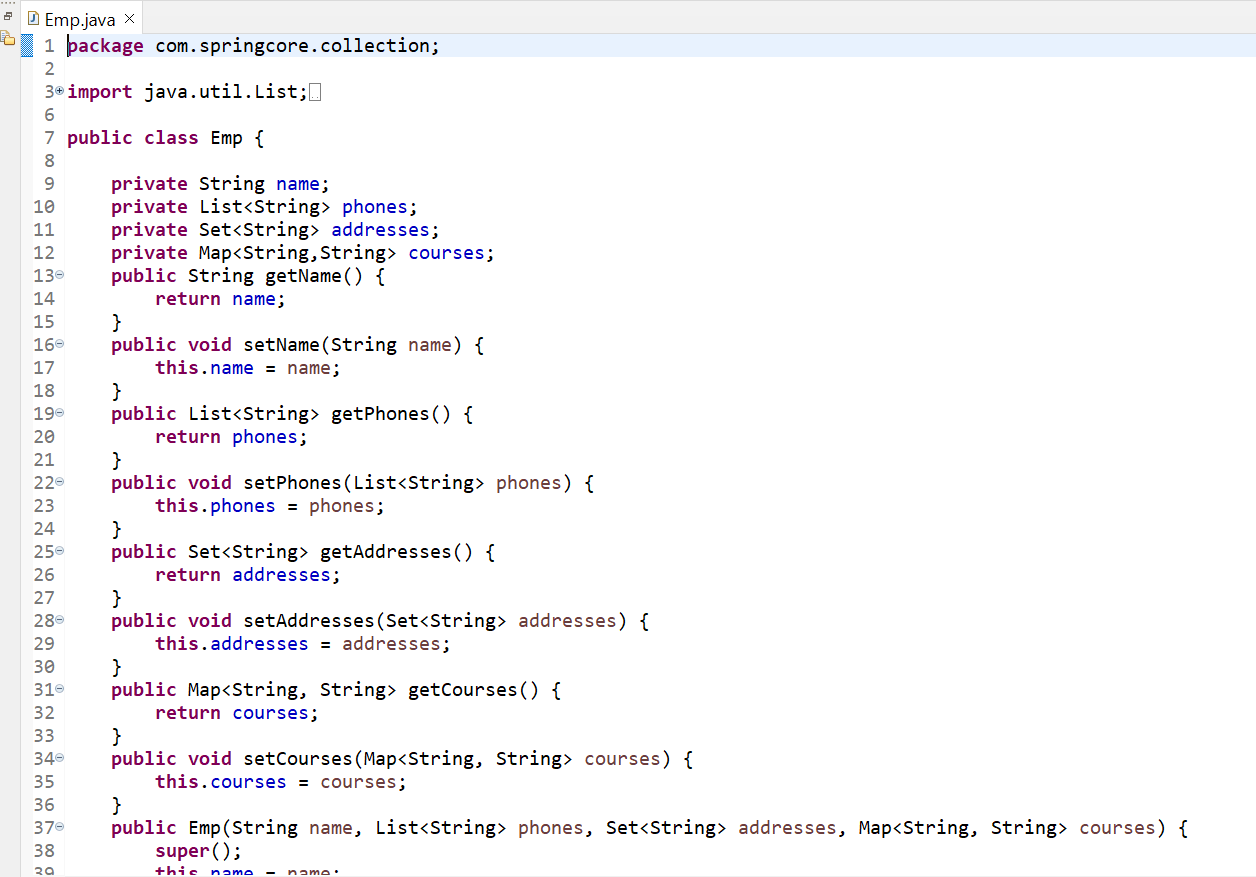 Emp.java
1 package com.springcore.collection;
2
3 import java.util.List;
6
7 public class Emp {
8
9 private String name;
10 private List<String> phones;
11 private Set<String> addresses;
12 private Map<String,String> courses;
13 public String getName() {
14 return name;
15 }
16 public void setName(String name) {
17 this.name = name;
18 }
19 public List<String> getPhones() {
20 return phones;
21 }
22 public void setPhones(List<String> phones) {
23 this.phones = phones;
24 }
25 public Set<String> getAddresses() {
26 return addresses;
27 }
28 public void setAddresses(Set<String> addresses) {
29 this.addresses = addresses;
30 }
31 public Map<String, String> getCourses() {
32 return courses;
33 }
34 public void setCourses(Map<String, String> courses) {
35 this.courses = courses;
36 }
37 public Emp(String name, List<String> phones, Set<String> addresses, Map<String, String> courses) {
38 super();
39 this.name = name;